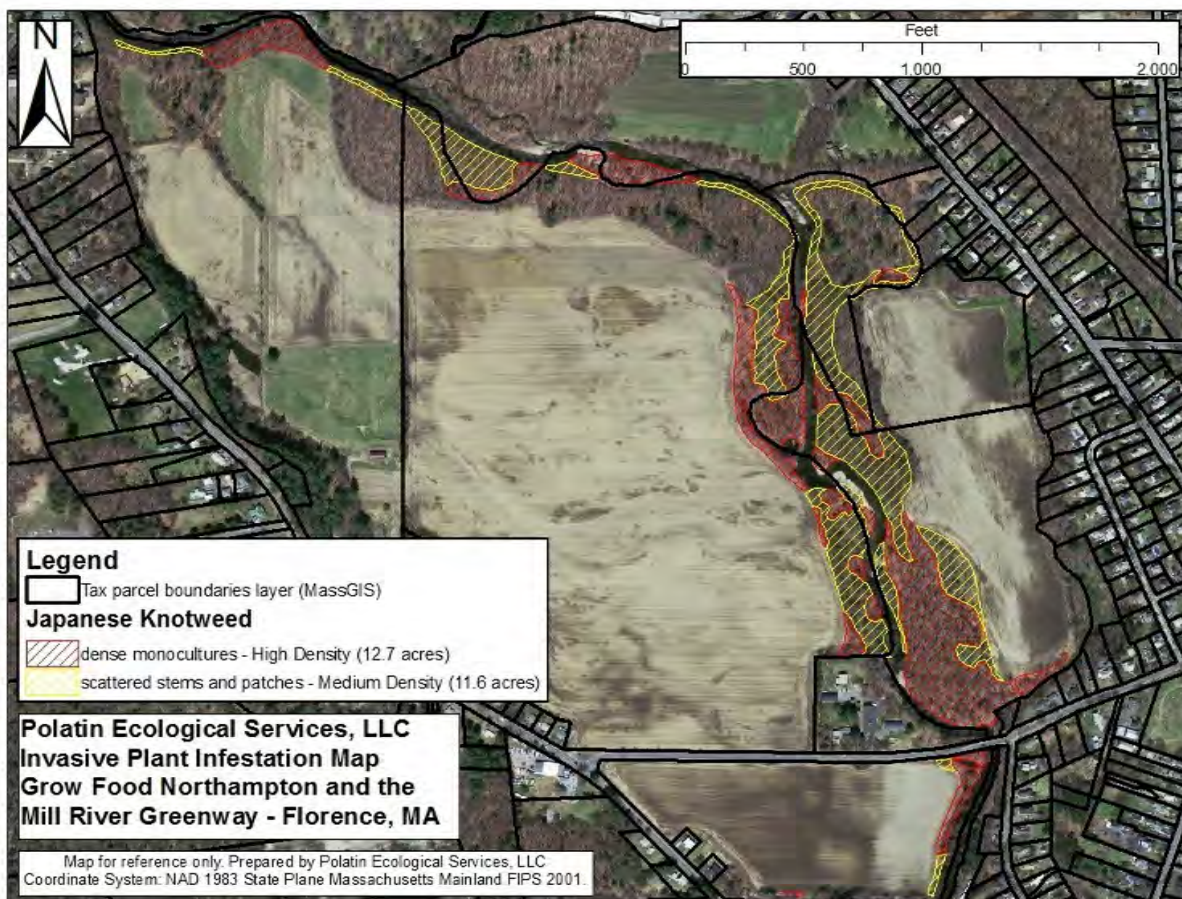 N
Feet
0 500 1,000 2,000
Legend
Tax parcel boundaries layer (MassGIS)
Japanese Knotweed
dense monocultures - High Density (12.7 acres)
scattered stems and patches - Medium Density (11.6 acres)
Polatin Ecological Services, LLC
Invasive Plant Infestation Map
Grow Food Northampton and the
Mill River Greenway - Florence, MA
Map for reference only. Prepared by Polatin Ecological Services, LLC
Coordinate System: NAD 1983 State Plane Massachusetts Mainland FIPS 2001.